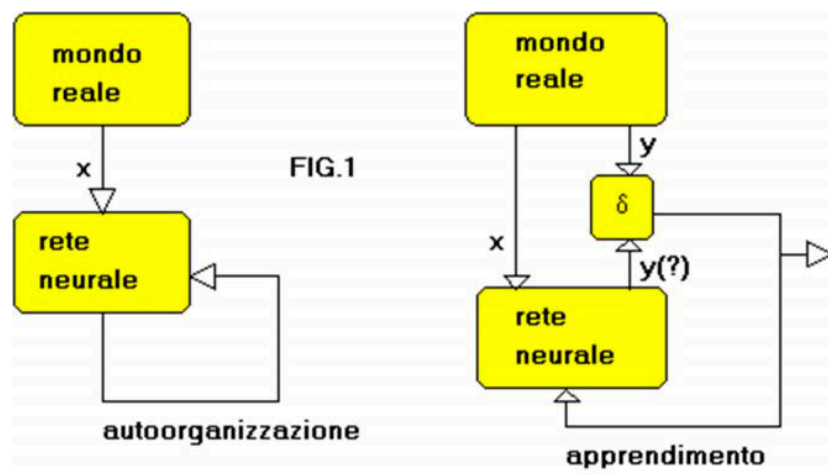 mondo
reale
x
FIG.1
rete
neurale
autoorganizzazione
mondo
reale
y
δ
x
y(?)
rete
neurale
apprendimento